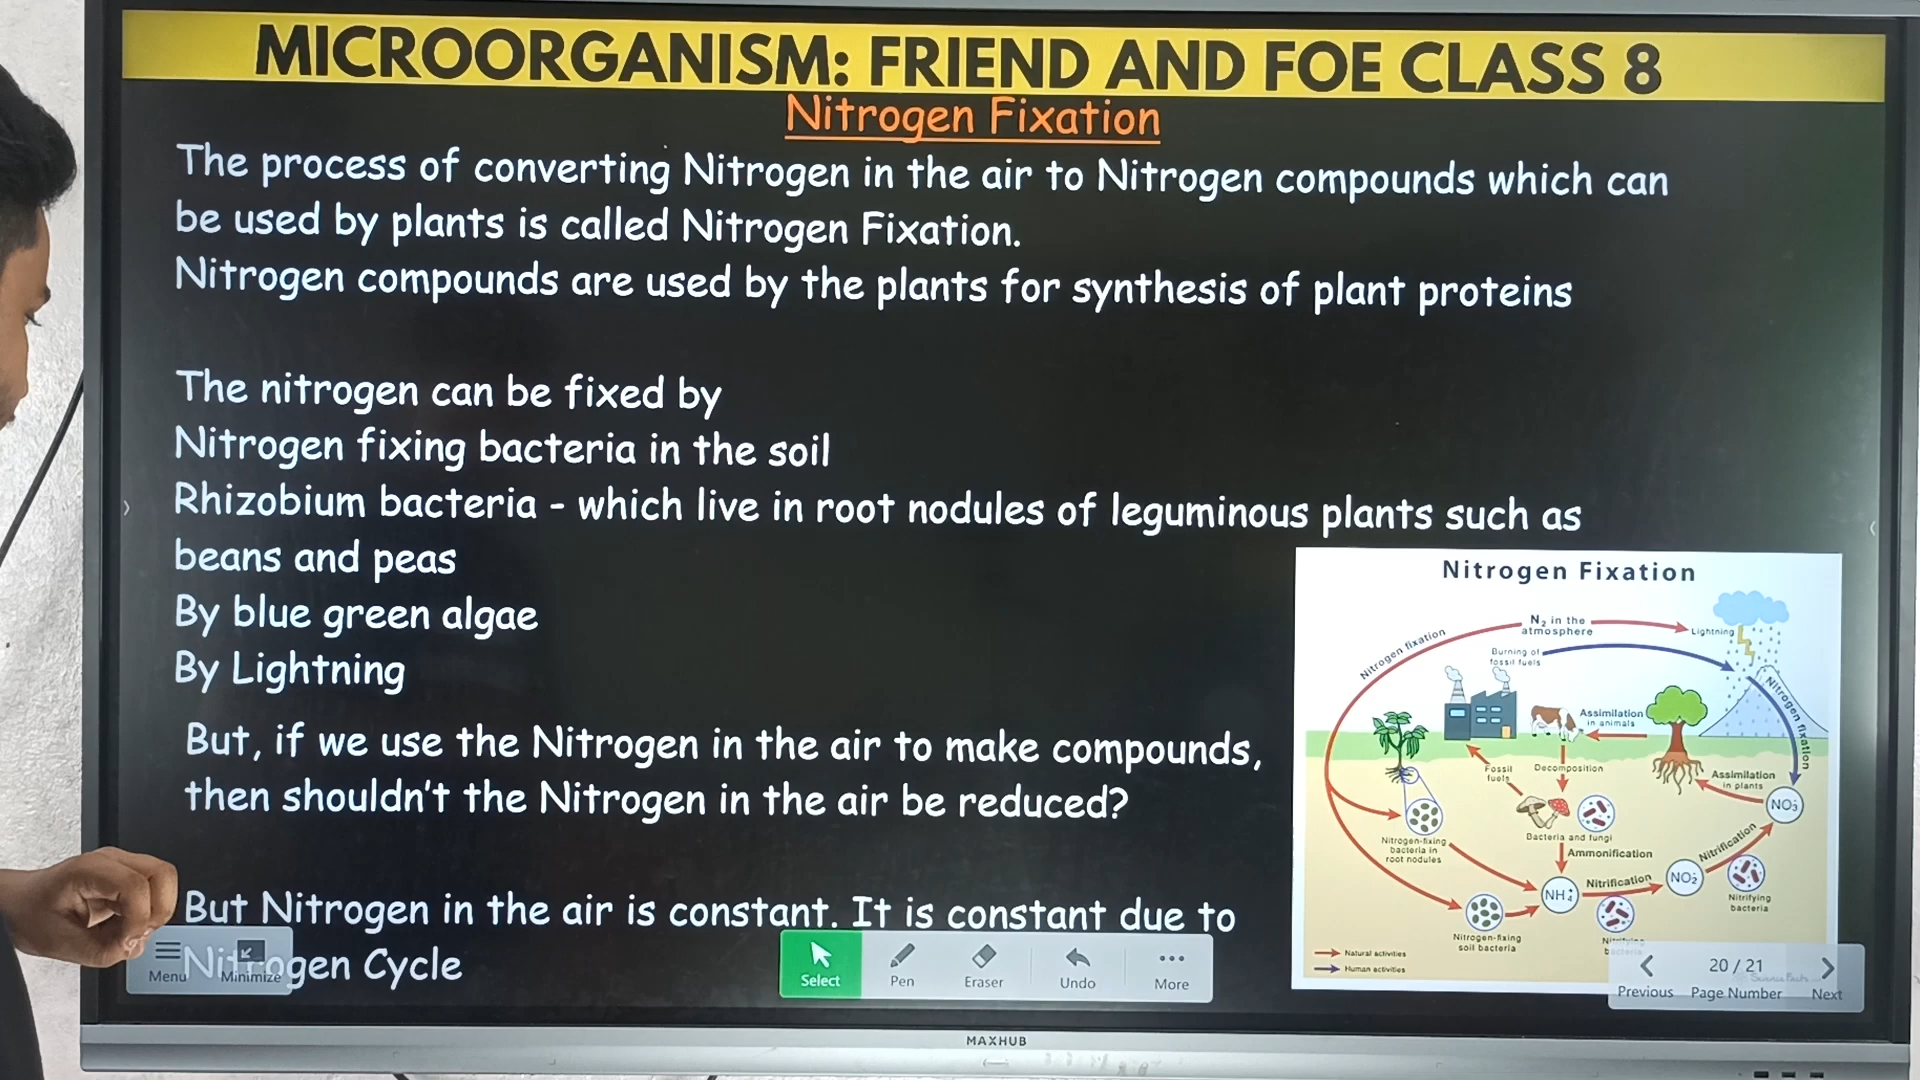 MICROORGANISM: FRIEND AND FOE CLASS 8
Nitrogen Fixation
The process of converting Nitrogen in the air to Nitrogen compounds which can
be used by plants is called Nitrogen Fixation.
Nitrogen compounds are used by the plants for synthesis of plant proteins
The nitrogen can be fixed by
Nitrogen fixing bacteria in the soil
Rhizobium bacteria - which live in root nodules of leguminous plants such as
beans and peas
By blue green algae
By Lightning
But, if we use the Nitrogen in the air to make compounds,
then shouldn't the Nitrogen in the air be reduced?
But Nitrogen in the air is constant. It is constant due to
Nitrogen Cycle
Nitrogen Fixation
N₂ in the
atmosphere
Lightning
Nitrogen fixation
Burning of
fossil fuels
Nitrogen fixation
Assimilation
in animals
Fossil
fuels
Decomposition
Assimilation
in plants
NO₃⁻
Bacteria and fungi
Nitrogen-fixing
bacteria in
root nodules
Ammonification
Nitrification
NO₂⁻
Nitrification
NH₄⁺
Nitrifying
bacteria
Nitrogen-fixing
soil bacteria
Nitrifying
bacteria
Natural activities
Human activities
Menu
Minimize
Select
Pen
Eraser
Undo
More
20 / 21
Previous
Page Number
Next
MAXHUB